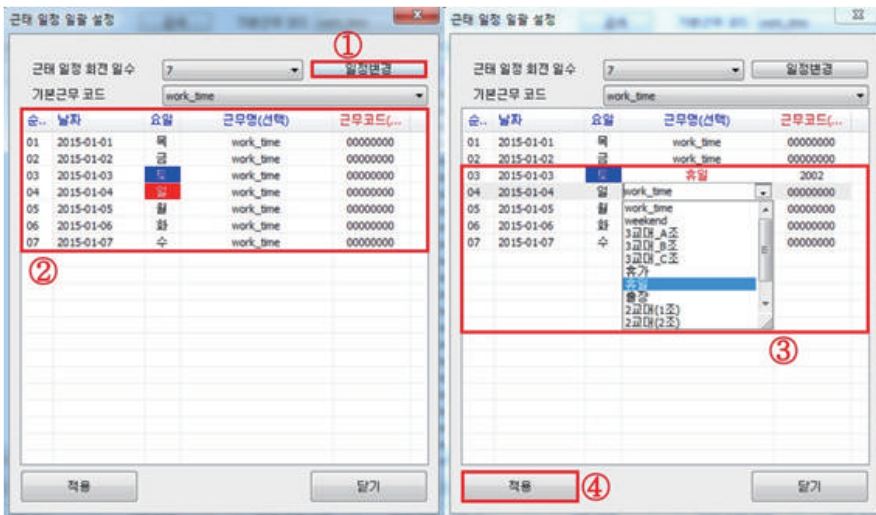 근태 일정 일괄 설정
①
근태 일정 회전 일수 7 일정변경
기본근무 코드 work_time
순.. 날짜 요일 근무명(선택) 근무코드(...
01 2015-01-01 목 work_time 00000000
02 2015-01-02 금 work_time 00000000
03 2015-01-03 토 work_time 00000000
04 2015-01-04 일 work_time 00000000
05 2015-01-05 월 work_time 00000000
06 2015-01-06 화 work_time 00000000
07 2015-01-07 수 work_time 00000000
②
적용 닫기
근태 일정 일괄 설정
근태 일정 회전 일수 7 일정변경
기본근무 코드 work_time
순.. 날짜 요일 근무명(선택) 근무코드(...
01 2015-01-01 목 work_time 00000000
02 2015-01-02 금 work_time 00000000
03 2015-01-03 토 휴일 2002
04 2015-01-04 일 work_time 00000000
05 2015-01-05 월 00000000
06 2015-01-06 화 00000000
07 2015-01-07 수 00000000
work_time
weekend
3교대_A조
3교대_B조
3교대_C조
휴가
휴일
출장
2교대(1조)
2교대(2조)
③
적용 ④ 닫기